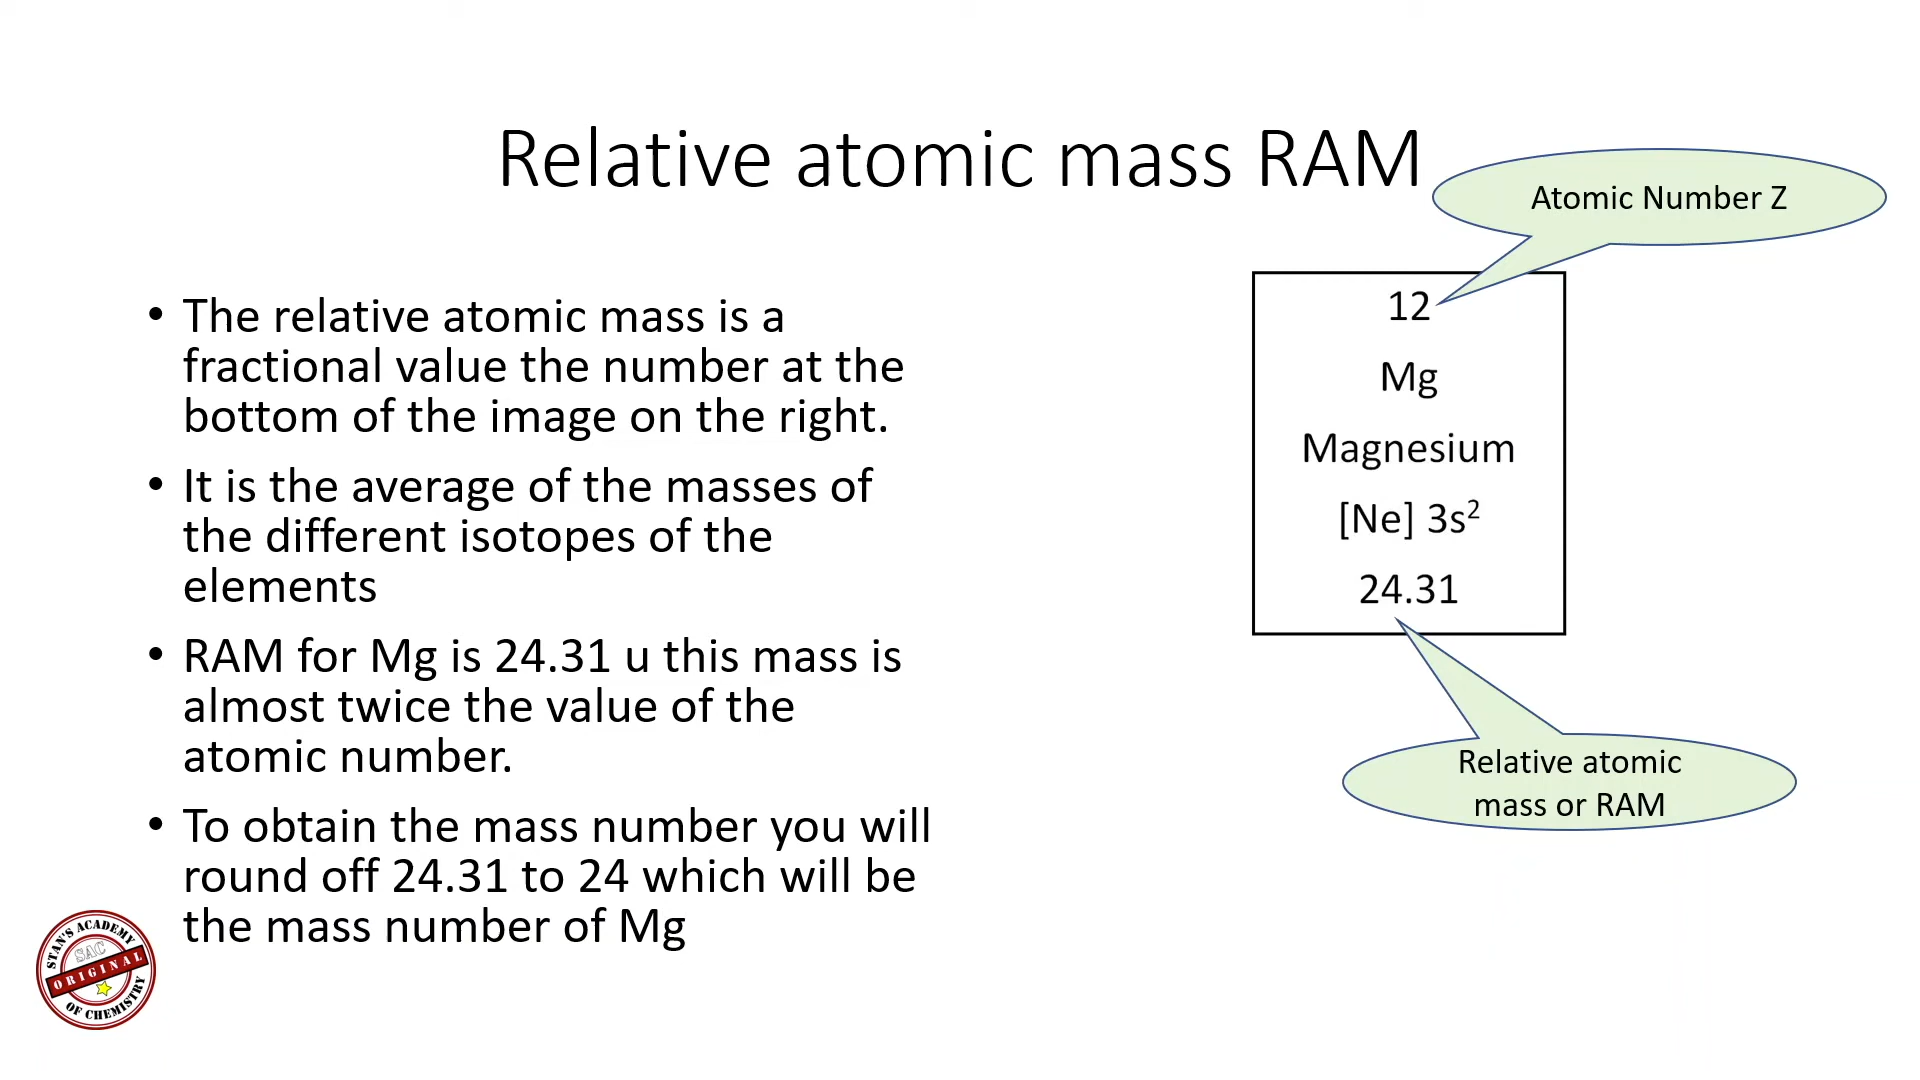 Relative atomic mass RAM
Atomic Number Z
• The relative atomic mass is a
fractional value the number at the
bottom of the image on the right.
• It is the average of the masses of
the different isotopes of the
elements
• RAM for Mg is 24.31 u this mass is
almost twice the value of the
atomic number.
• To obtain the mass number you will
round off 24.31 to 24 which will be
the mass number of Mg
12
Mg
Magnesium
[Ne] 3s²
24.31
Relative atomic
mass or RAM
STAN'S ACADEMY
SAC
ORIGINAL
OF CHEMISTRY